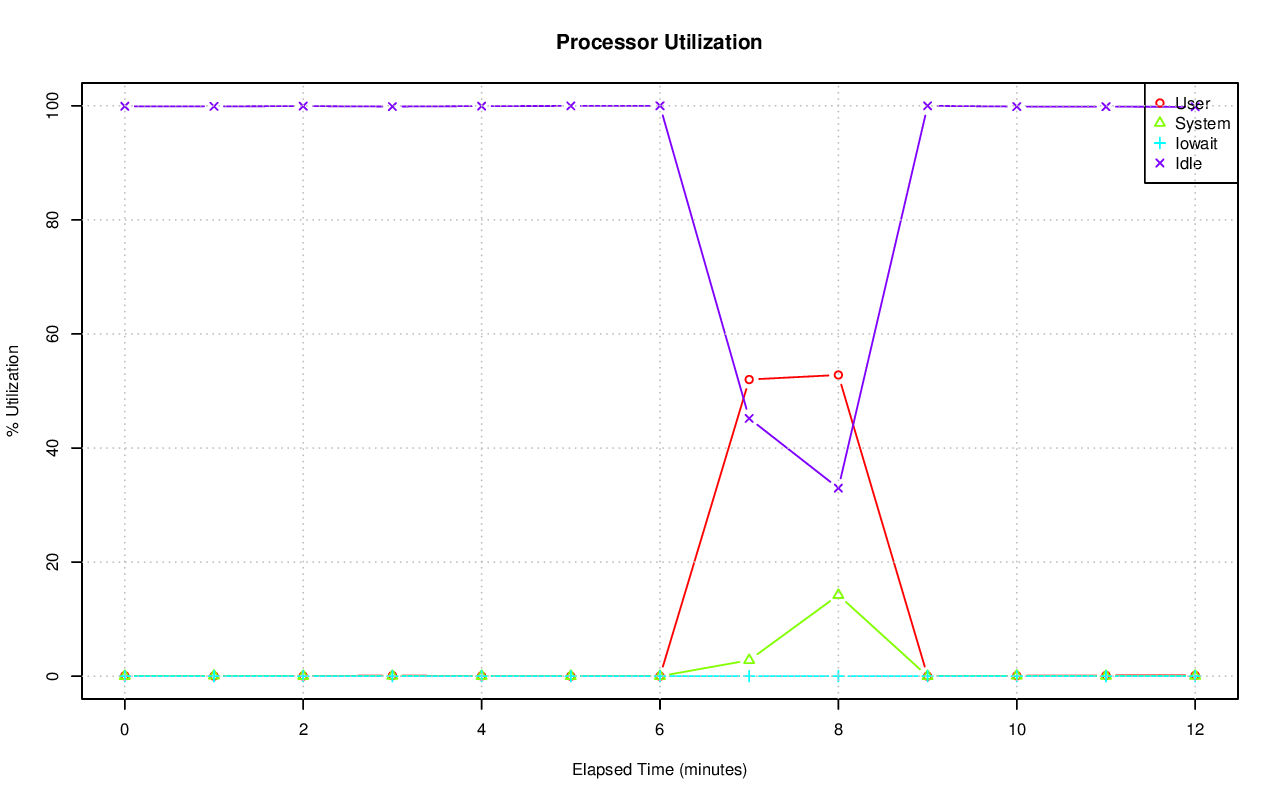 Processor Utilization
% Utilization
100
80
60
40
20
0
User
System
Iowait
Idle
0 2 4 6 8 10 12
Elapsed Time (minutes)